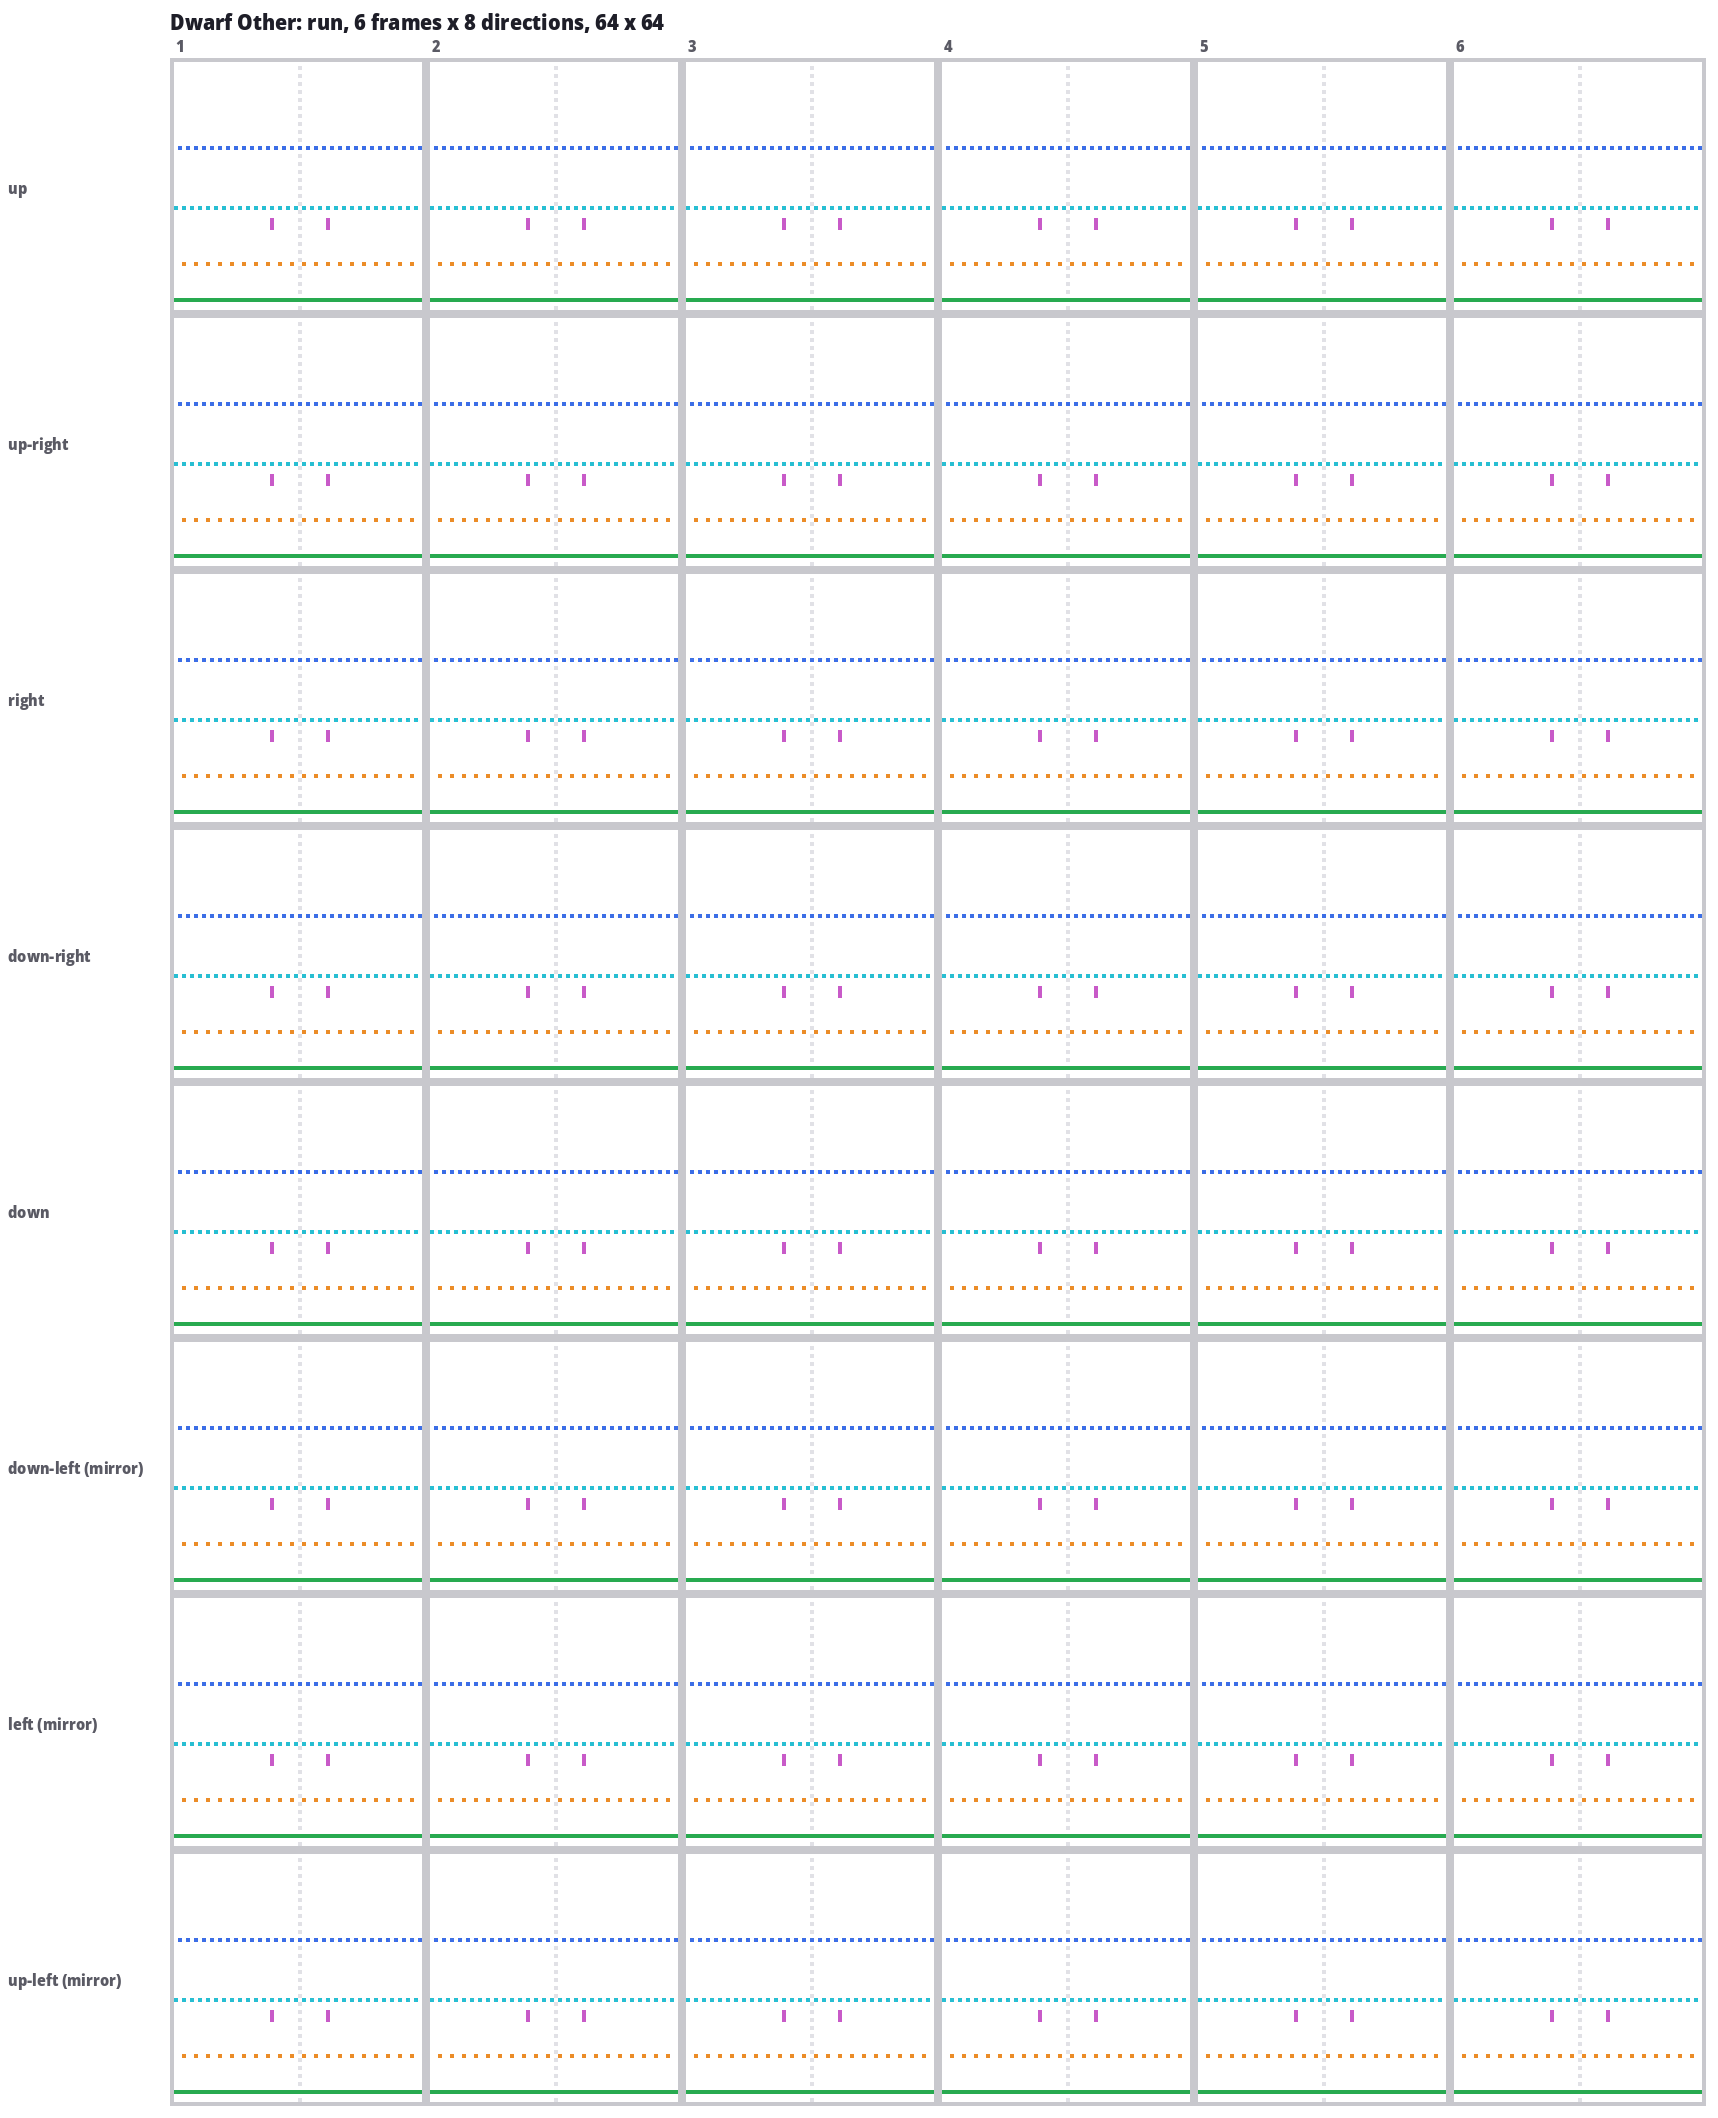 Dwarf Other: run, 6 frames x 8 directions, 64 x 64
1 2 3 4 5 6
up
up-right
right
down-right
down
down-left (mirror)
left (mirror)
up-left (mirror)